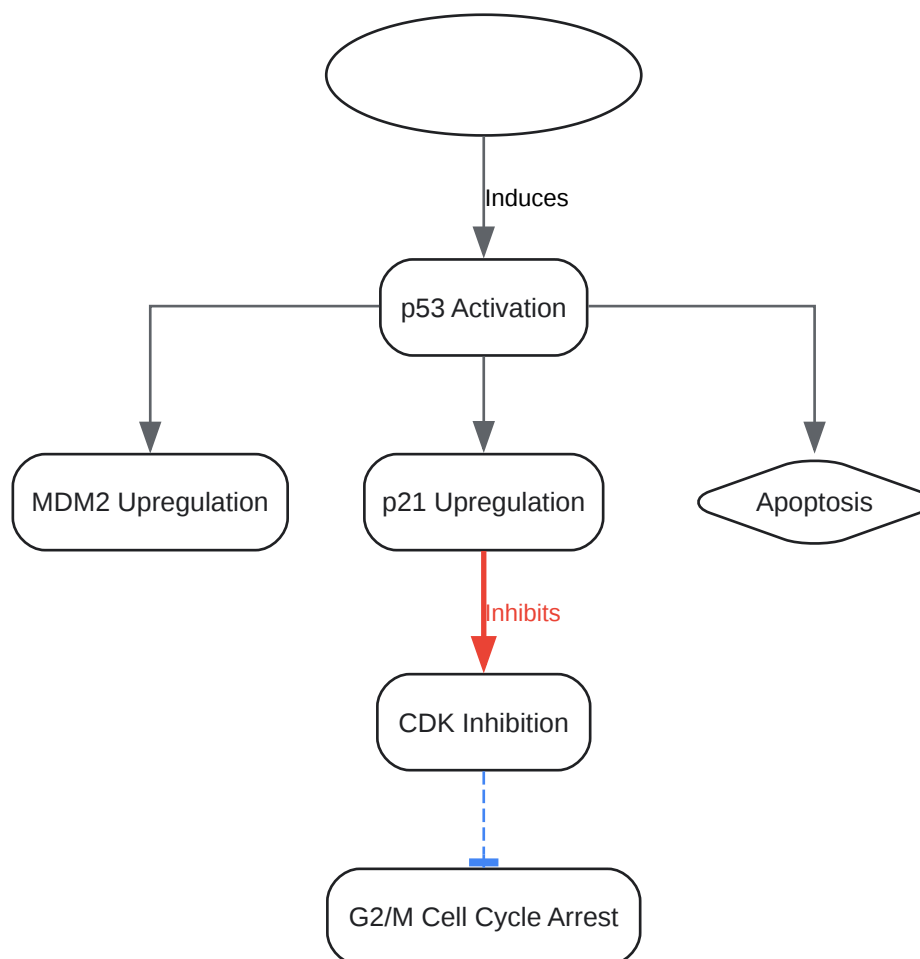 Induces
p53 Activation
MDM2 Upregulation
p21 Upregulation
Apoptosis
Inhibits
CDK Inhibition
G2/M Cell Cycle Arrest